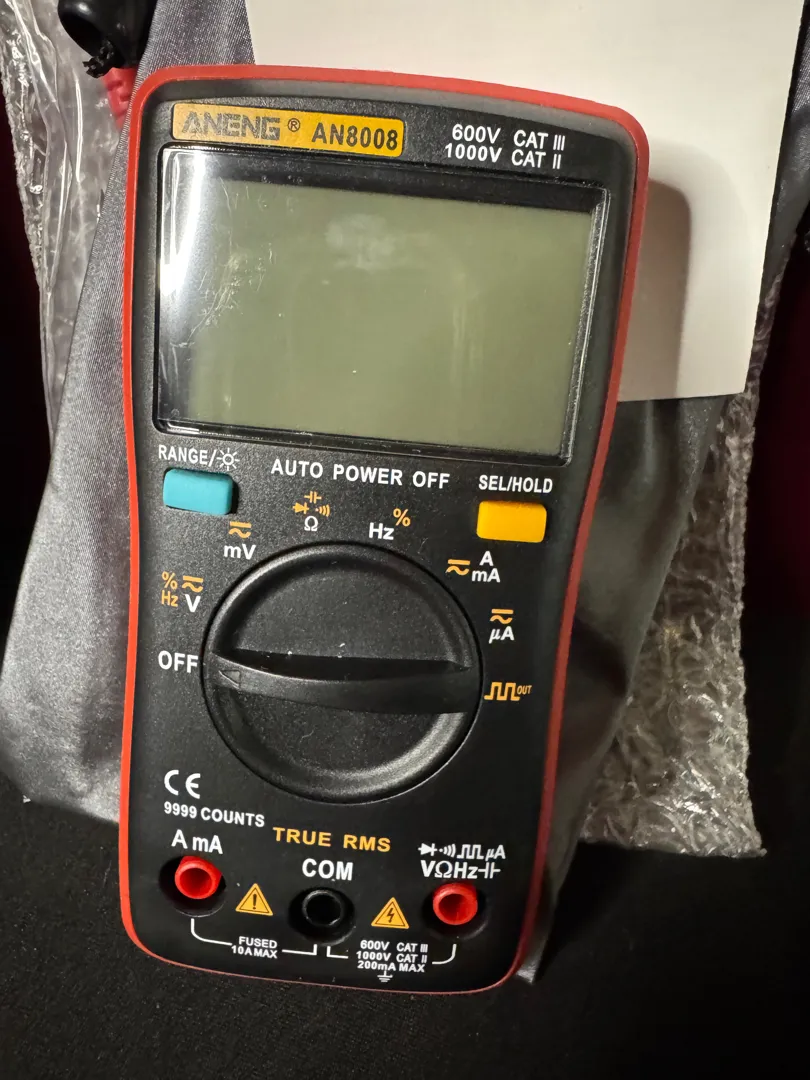 ANENG® AN8008
600V CAT III
1000V CAT II
RANGE/
AUTO POWER OFF
SEL/HOLD
mV
Ω
Hz %
A
mA
%
Hz V
μA
OFF
OUT
CE
9999 COUNTS
TRUE RMS
A mA
COM
μA
VΩHz
FUSED
10A MAX
600V CAT III
1000V CAT II
200mA MAX